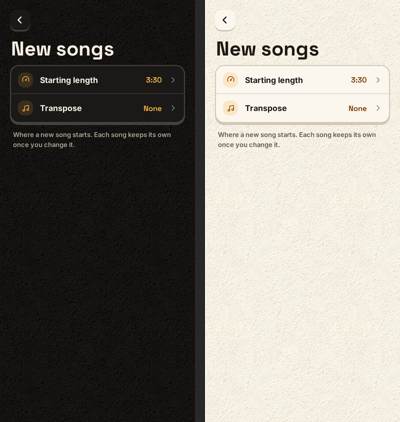 New songs
Starting length 3:30
Transpose None
Where a new song starts. Each song keeps its own
once you change it.
New songs
Starting length 3:30
Transpose None
Where a new song starts. Each song keeps its own
once you change it.